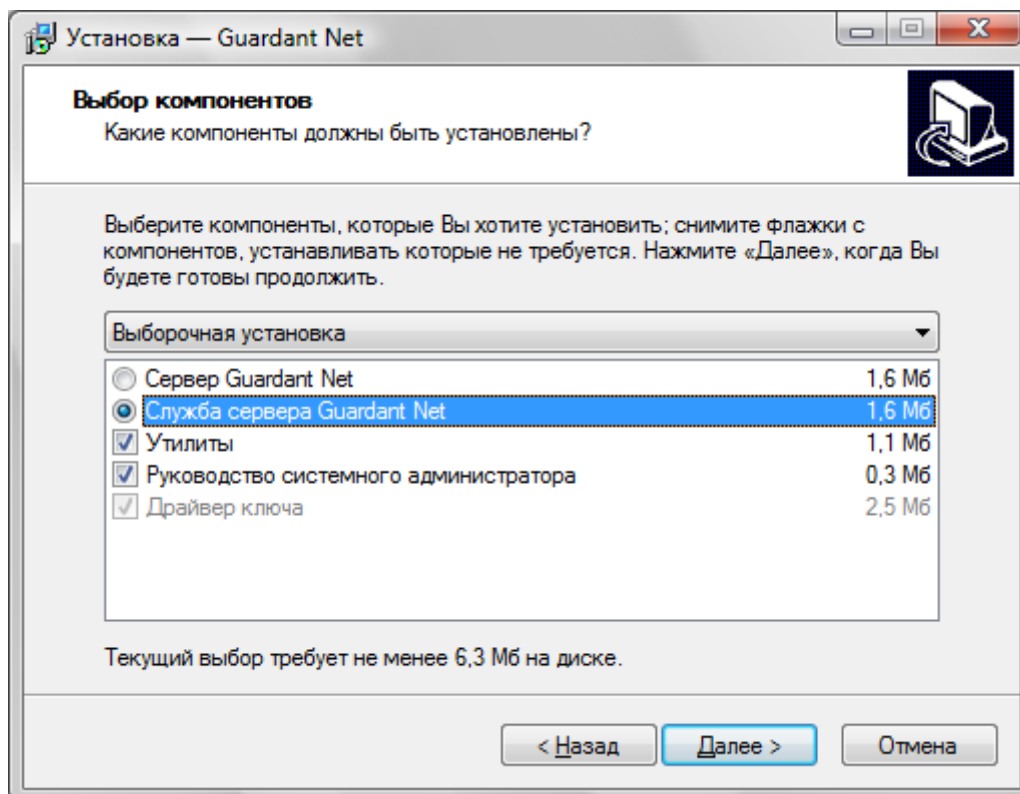 Установка — Guardant Net
Выбор компонентов
Какие компоненты должны быть установлены?
Выберите компоненты, которые Вы хотите установить; снимите флажки с
компонентов, устанавливать которые не требуется. Нажмите «Далее», когда Вы
будете готовы продолжить.
Выборочная установка
Сервер Guardant Net 1,6 Мб
Служба сервера Guardant Net 1,6 Мб
Утилиты 1,1 Мб
Руководство системного администратора 0,3 Мб
Драйвер ключа 2,5 Мб
Текущий выбор требует не менее 6,3 Мб на диске.
< Назад Далее > Отмена